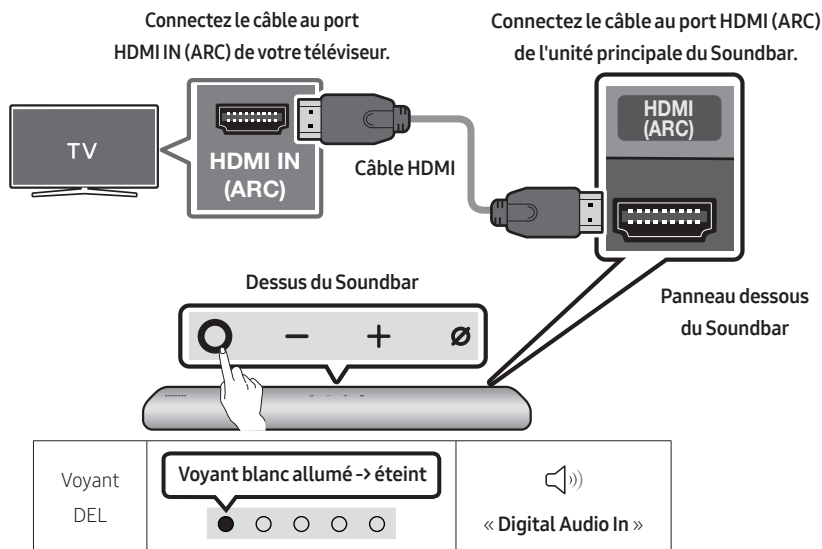 Connectez le câble au port
HDMI IN (ARC) de votre téléviseur.
Connectez le câble au port HDMI (ARC)
de l'unité principale du Soundbar.
TV
HDMI IN
(ARC)
Câble HDMI
HDMI
(ARC)
Dessus du Soundbar
Panneau dessous
du Soundbar
Voyant
DEL
Voyant blanc allumé -> éteint
« Digital Audio In »